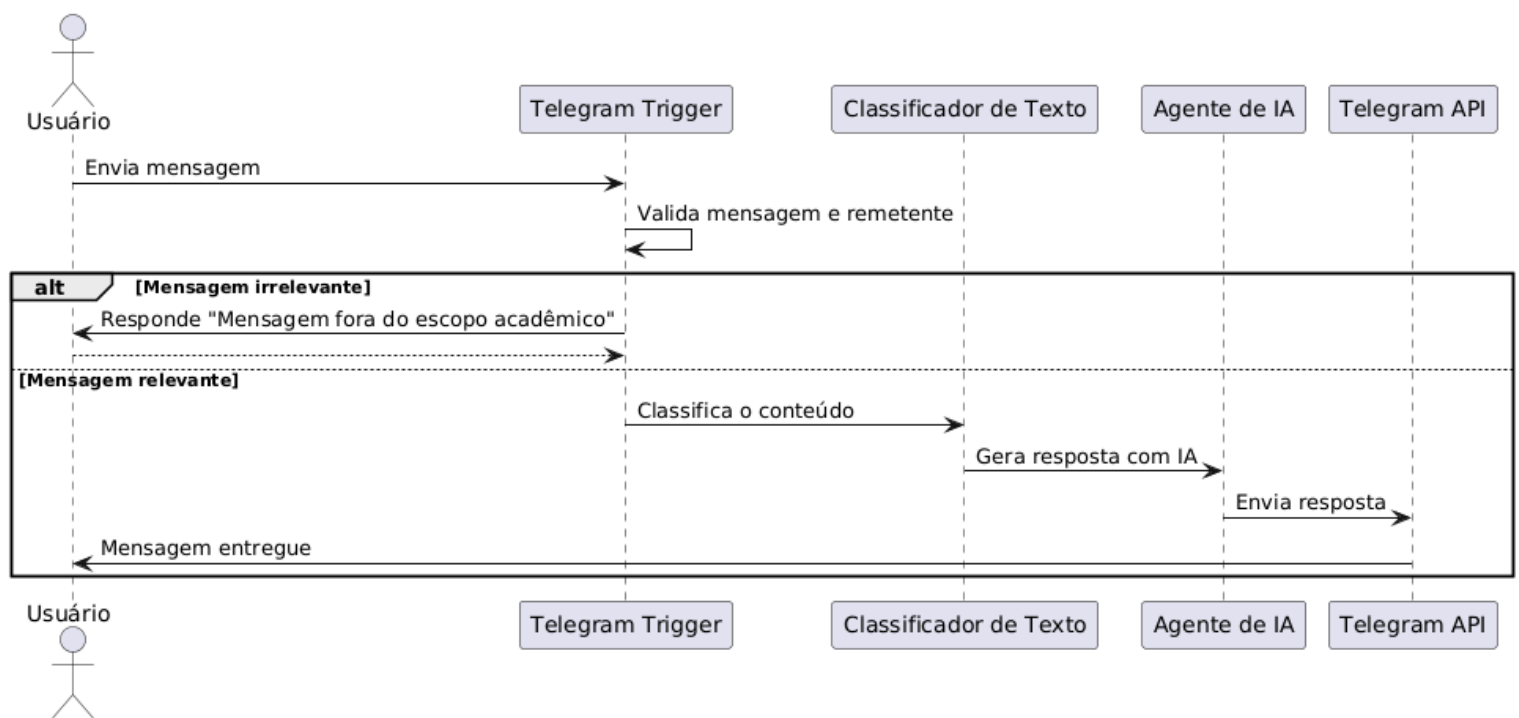 Usuário
Telegram Trigger
Classificador de Texto
Agente de IA
Telegram API
Envia mensagem
Valida mensagem e remetente
alt
[Mensagem irrelevante]
Responde "Mensagem fora do escopo acadêmico"
[Mensagem relevante]
Classifica o conteúdo
Gera resposta com IA
Envia resposta
Mensagem entregue
Usuário
Telegram Trigger
Classificador de Texto
Agente de IA
Telegram API